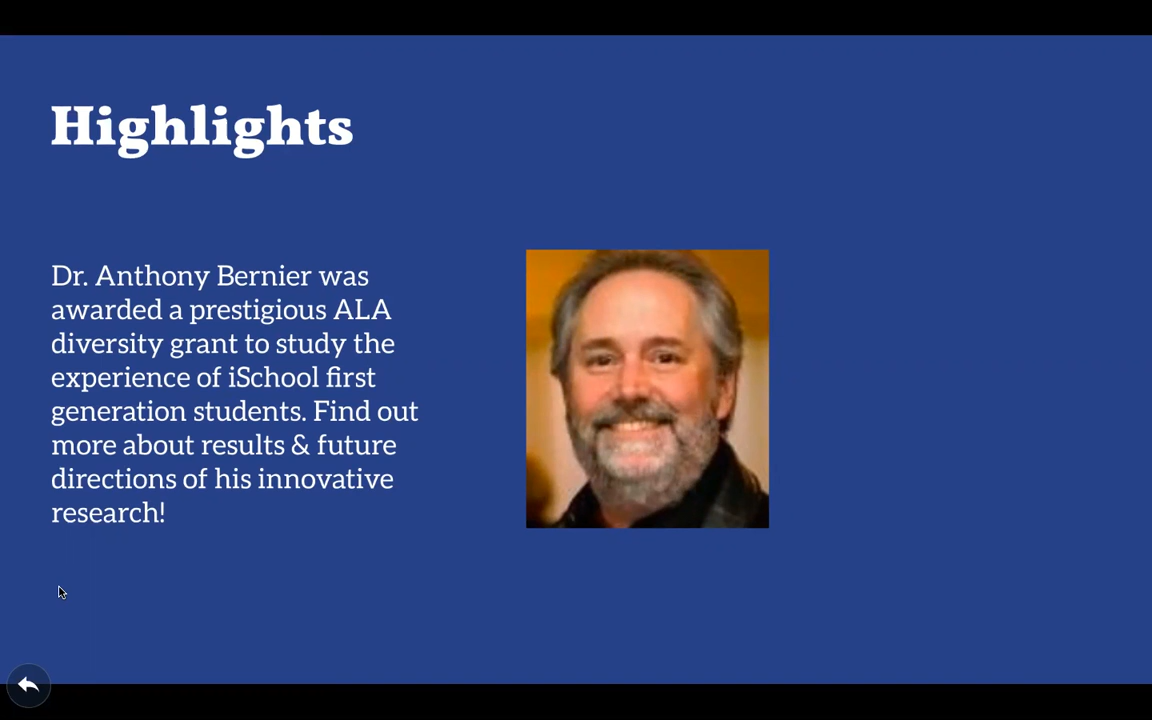 Highlights
Dr. Anthony Bernier was
awarded a prestigious ALA
diversity grant to study the
experience of iSchool first
generation students. Find out
more about results & future
directions of his innovative
research!